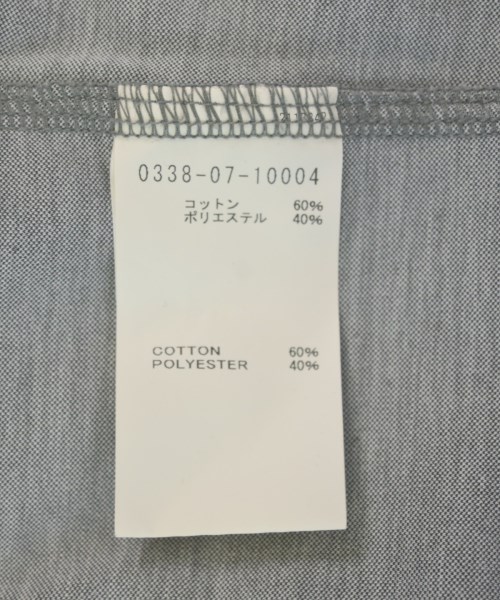 0338-07-10004
コットン 60%
ポリエステル 40%
COTTON 60%
POLYESTER 40%